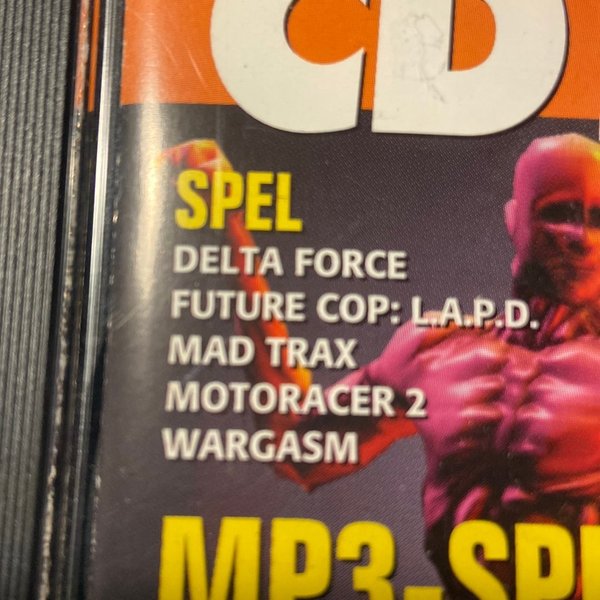 CD
SPEL
DELTA FORCE
FUTURE COP: L.A.P.D.
MAD TRAX
MOTORACER 2
WARGASM